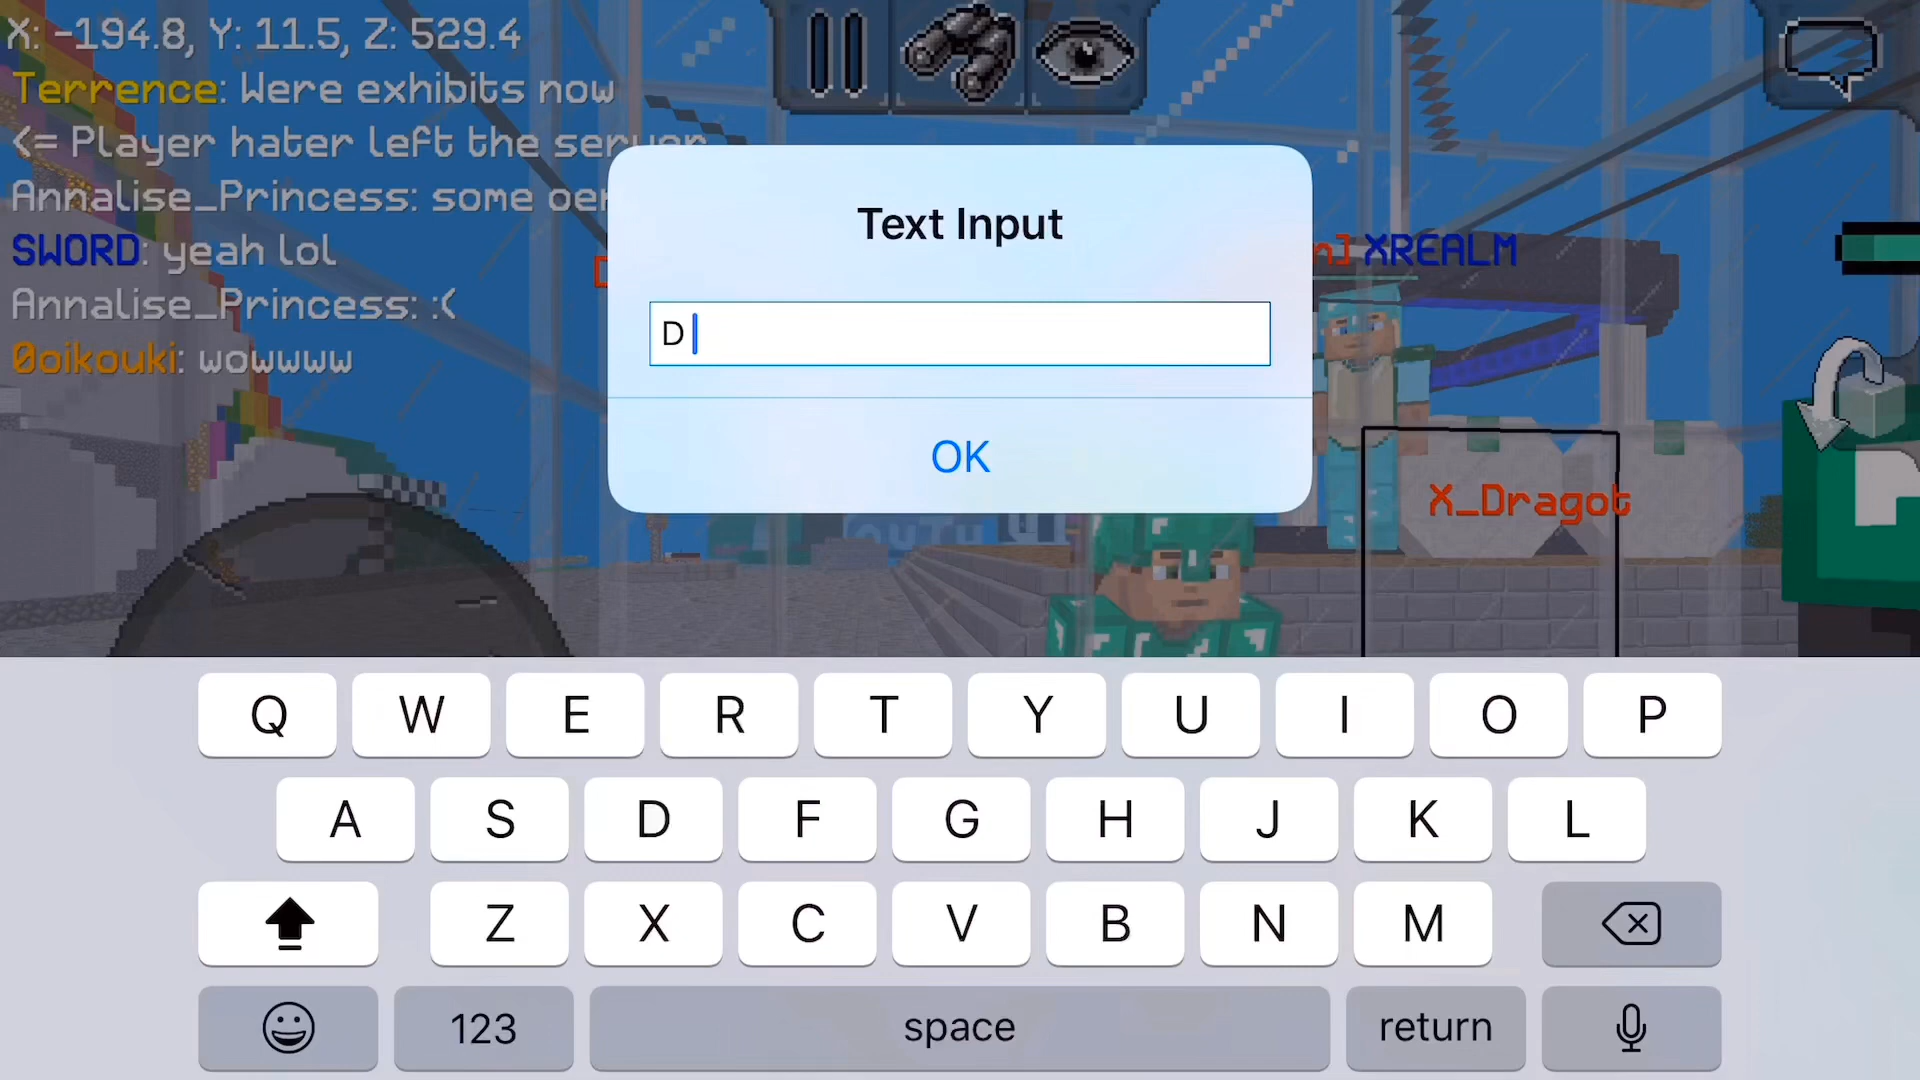 X: -194.8, Y: 11.5, Z: 529.4
Terrence: Were exhibits now
<= Player hater left the server
Annalise_Princess: some
SWORD: yeah lol
Annalise_Princess: :(
0oikouki: wowwww
Text Input
D
OK
XREALM
X_Dragot
Q W E R T Y U I O P
A S D F G H J K L
Z X C V B N M
123 space return